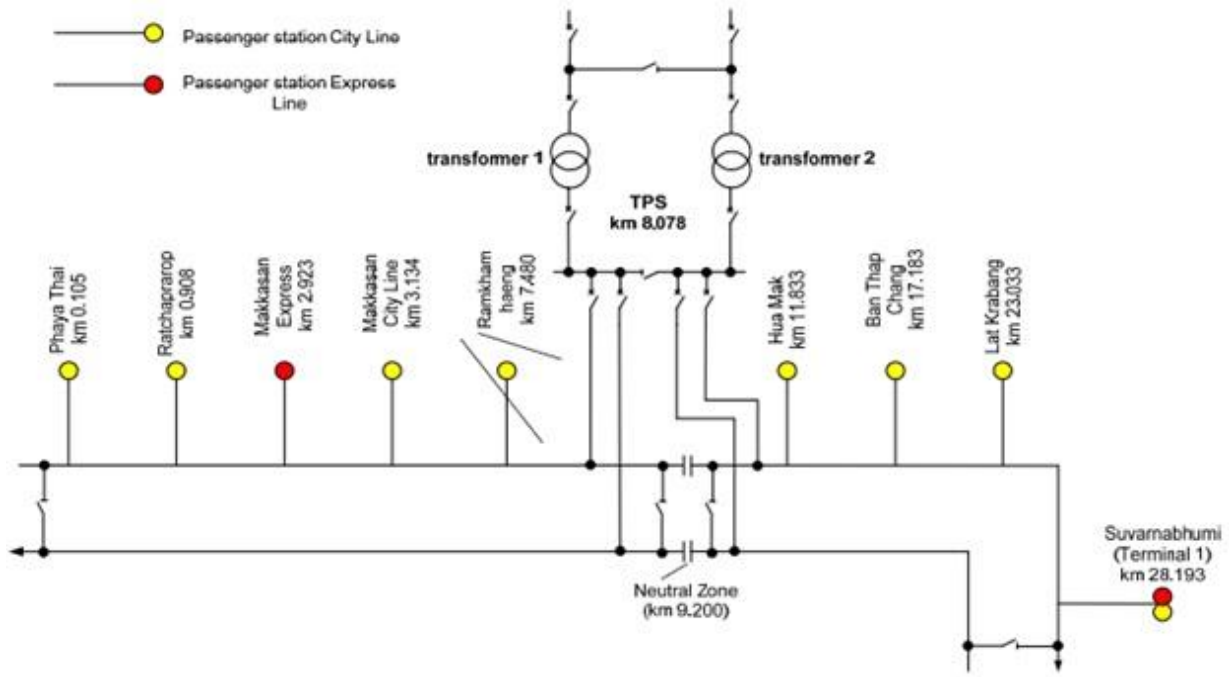 Passenger station City Line
Passenger station Express
Line
transformer 1
transformer 2
TPS
km 8.078
Phaya Thai
km 0.105
Ratchaprarop
km 0.908
Makkasan
Express
km 2.923
Makkasan
City Line
km 3.134
Ramkham
haeng
km 7.480
Hua Mak
km 11.833
Ban Thap
Chang
km 17.183
Lat Krabang
km 23.033
Suvarnabhumi
(Terminal 1)
km 28.193
Neutral Zone
(km 9.200)